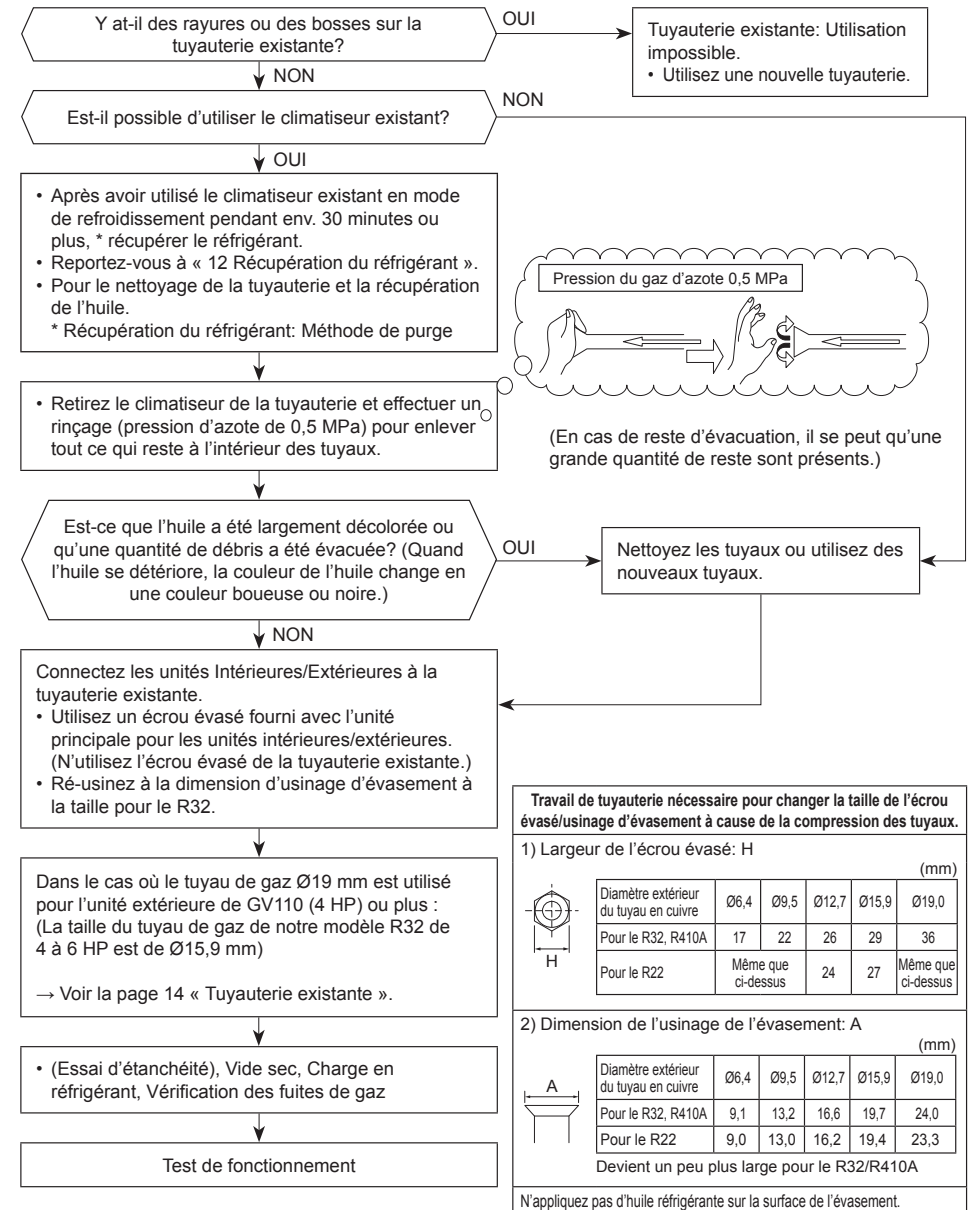 Y at-il des rayures ou des bosses sur la
tuyauterie existante?
OUI
Tuyauterie existante: Utilisation
impossible.
• Utilisez une nouvelle tuyauterie.
NON
Est-il possible d'utiliser le climatiseur existant?
NON
OUI
• Après avoir utilisé le climatiseur existant en mode
de refroidissement pendant env. 30 minutes ou
plus, * récupérer le réfrigérant.
• Reportez-vous à « 12 Récupération du réfrigérant ».
• Pour le nettoyage de la tuyauterie et la récupération
de l'huile.
* Récupération du réfrigérant: Méthode de purge
Pression du gaz d'azote 0,5 MPa
• Retirez le climatiseur de la tuyauterie et effectuer un
rinçage (pression d'azote de 0,5 MPa) pour enlever
tout ce qui reste à l'intérieur des tuyaux.
(En cas de reste d'évacuation, il se peut qu'une
grande quantité de reste sont présents.)
Est-ce que l'huile a été largement décolorée ou
qu'une quantité de débris a été évacuée? (Quand
l'huile se détériore, la couleur de l'huile change en
une couleur boueuse ou noire.)
OUI
Nettoyez les tuyaux ou utilisez des
nouveaux tuyaux.
NON
Connectez les unités Intérieures/Extérieures à la
tuyauterie existante.
• Utilisez un écrou évasé fourni avec l'unité
principale pour les unités intérieures/extérieures.
(N'utilisez l'écrou évasé de la tuyauterie existante.)
• Ré-usinez à la dimension d'usinage d'évasement à
la taille pour le R32.
Dans le cas où le tuyau de gaz Ø19 mm est utilisé
pour l'unité extérieure de GV110 (4 HP) ou plus :
(La taille du tuyau de gaz de notre modèle R32 de
4 à 6 HP est de Ø15,9 mm)
→ Voir la page 14 « Tuyauterie existante ».
• (Essai d'étanchéité), Vide sec, Charge en
réfrigérant, Vérification des fuites de gaz
Test de fonctionnement
Travail de tuyauterie nécessaire pour changer la taille de l'écrou
évasé/usinage d'évasement à cause de la compression des tuyaux.
1) Largeur de l'écrou évasé: H
(mm)
H
Diamètre extérieur
du tuyau en cuivre Ø6,4 Ø9,5 Ø12,7 Ø15,9 Ø19,0
Pour le R32, R410A 17 22 26 29 36
Pour le R22 Même que
ci-dessus 24 27 Même que
ci-dessus
2) Dimension de l'usinage de l'évasement: A
(mm)
A
Diamètre extérieur
du tuyau en cuivre Ø6,4 Ø9,5 Ø12,7 Ø15,9 Ø19,0
Pour le R32, R410A 9,1 13,2 16,6 19,7 24,0
Pour le R22 9,0 13,0 16,2 19,4 23,3
Devient un peu plus large pour le R32/R410A
N'appliquez pas d'huile réfrigérante sur la surface de l'évasement.